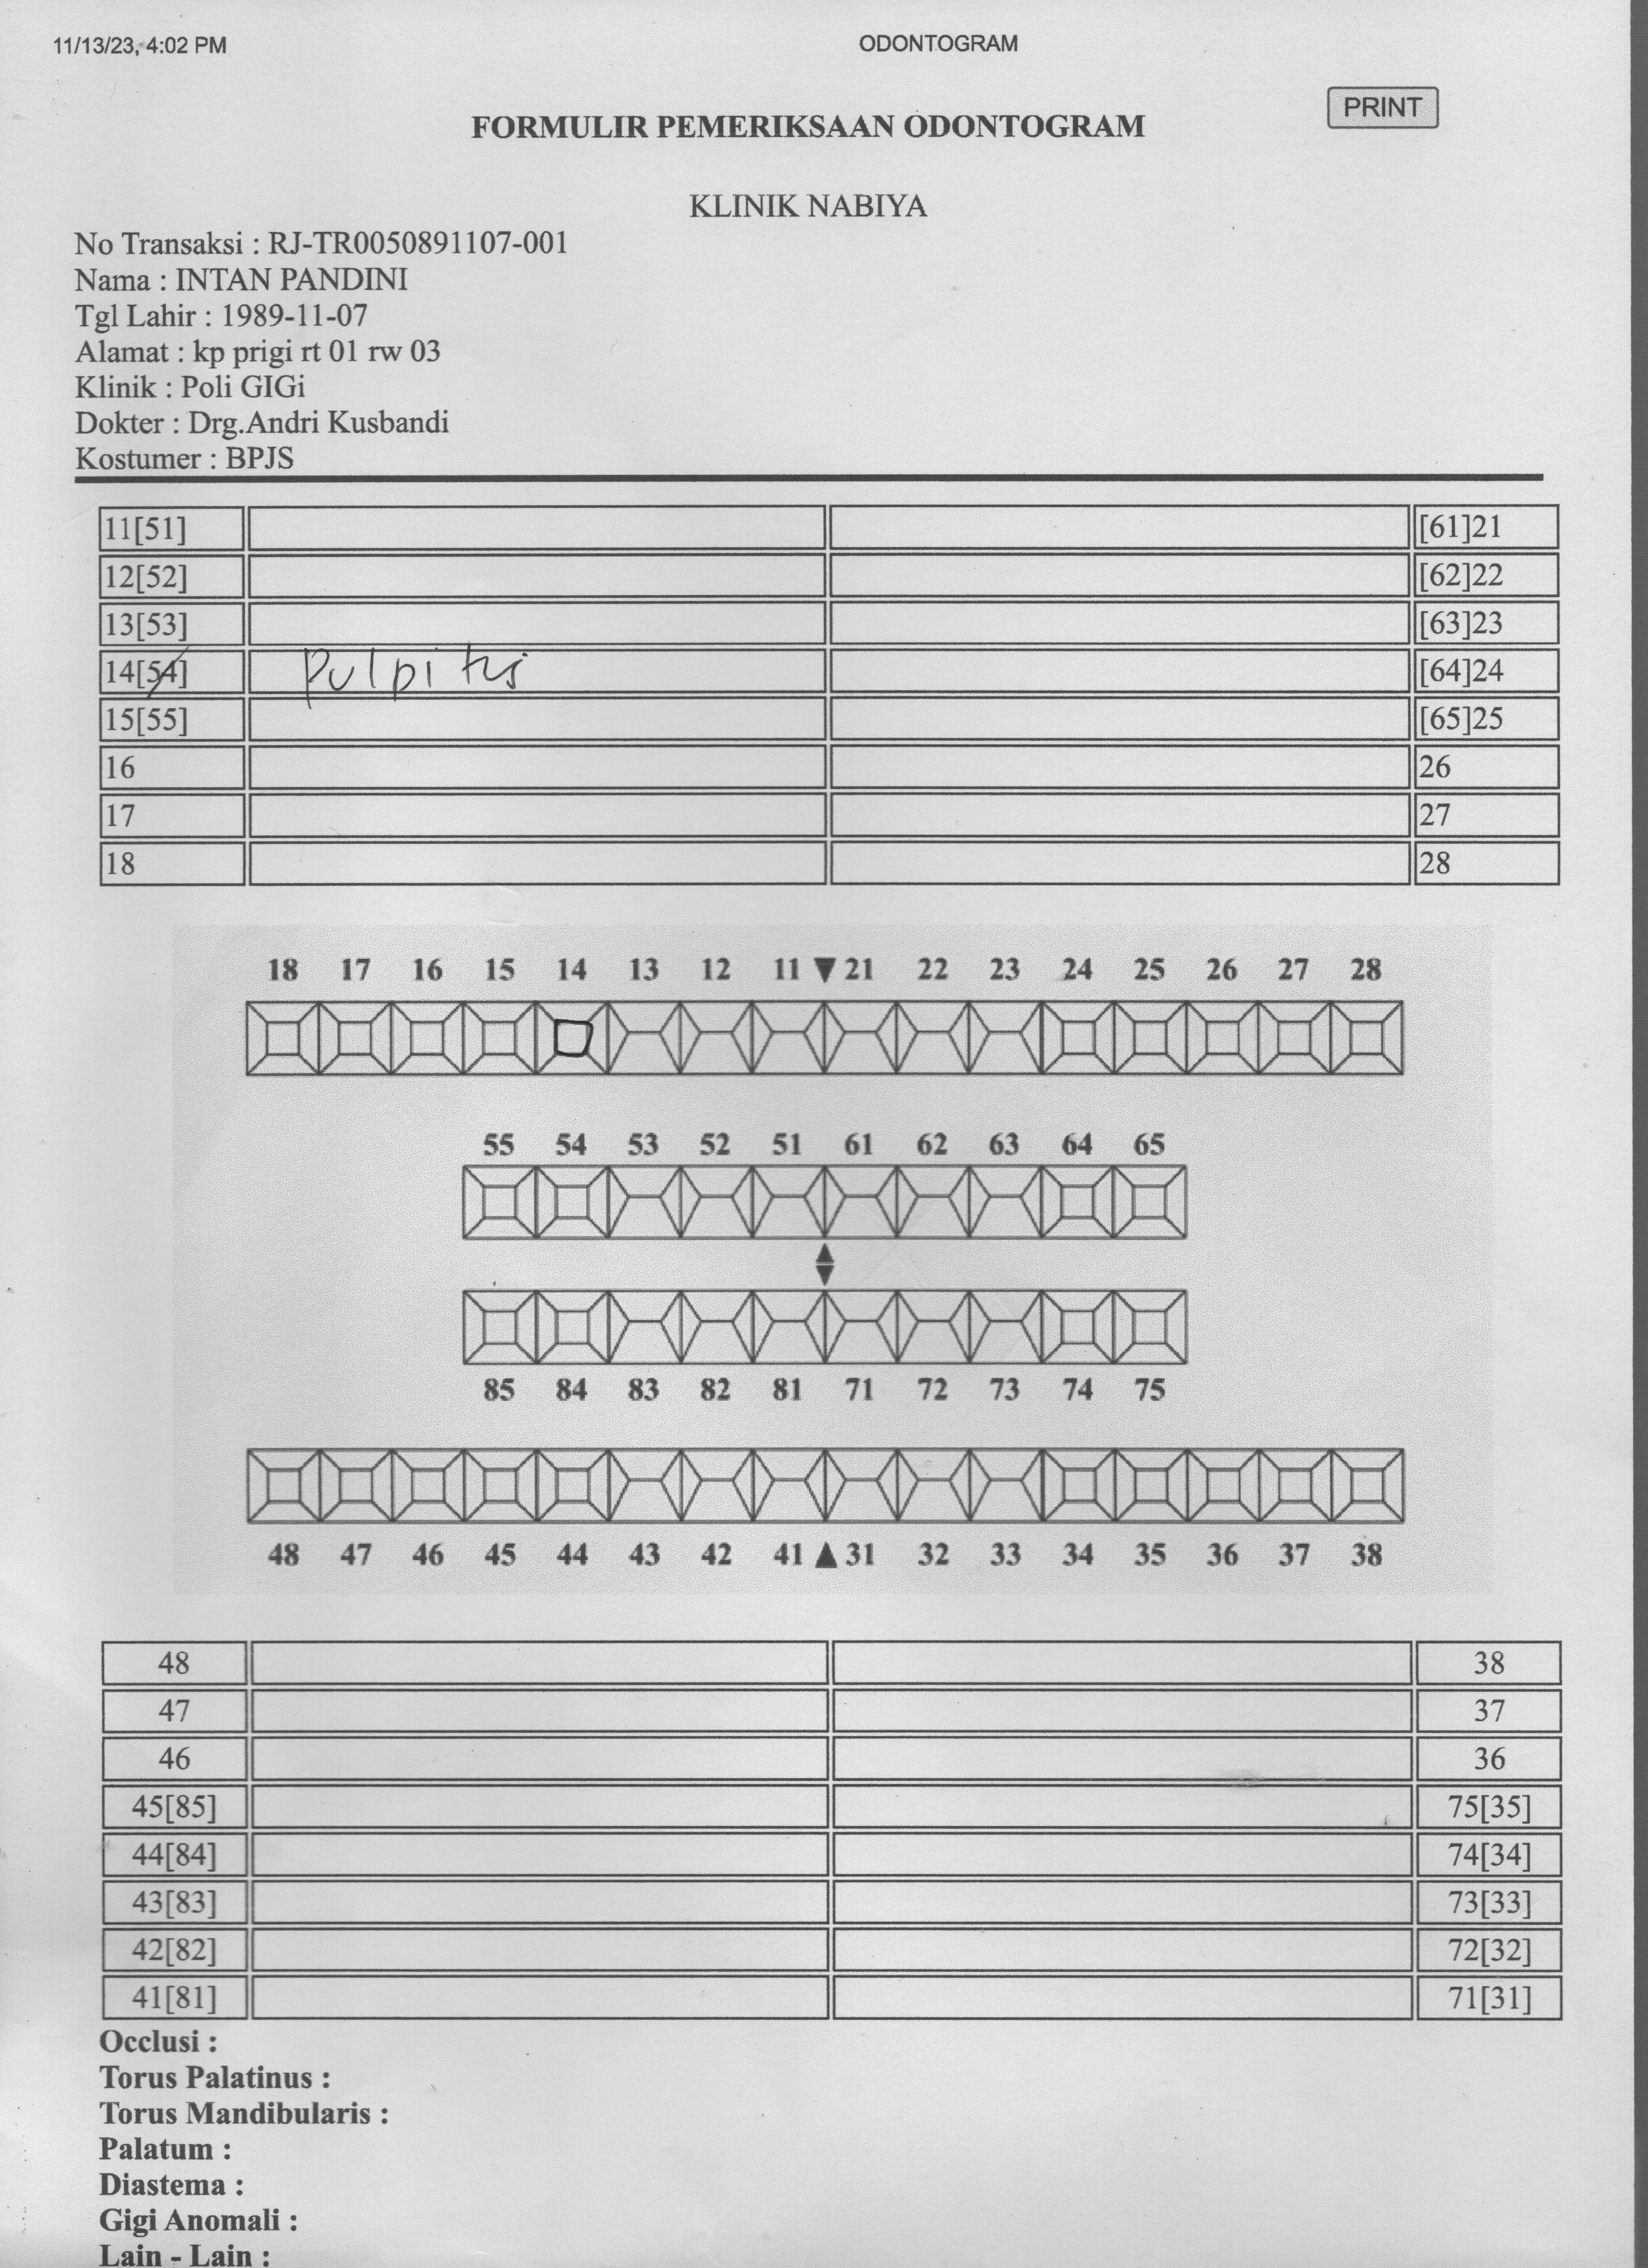 11/13/23, 4:02 PM ODONTOGRAM
PRINT
FORMULIR PEMERIKSAAN ODONTOGRAM
KLINIK NABIYA
No Transaksi : RJ-TR0050891107-001
Nama : INTAN PANDINI
Tgl Lahir : 1989-11-07
Alamat : kp prigi rt 01 rw 03
Klinik : Poli GIGi
Dokter : Drg.Andri Kusbandi
Kostumer : BPJS
11[51] [61]21
12[52] [62]22
13[53] [63]23
14[54] Pulpitis [64]24
15[55] [65]25
16 26
17 27
18 28
18 17 16 15 14 13 12 11 21 22 23 24 25 26 27 28
55 54 53 52 51 61 62 63 64 65
85 84 83 82 81 71 72 73 74 75
48 47 46 45 44 43 42 41 31 32 33 34 35 36 37 38
48 38
47 37
46 36
45[85] 75[35]
44[84] 74[34]
43[83] 73[33]
42[82] 72[32]
41[81] 71[31]
Occlusi :
Torus Palatinus :
Torus Mandibularis :
Palatum :
Diastema :
Gigi Anomali :
Lain - Lain :